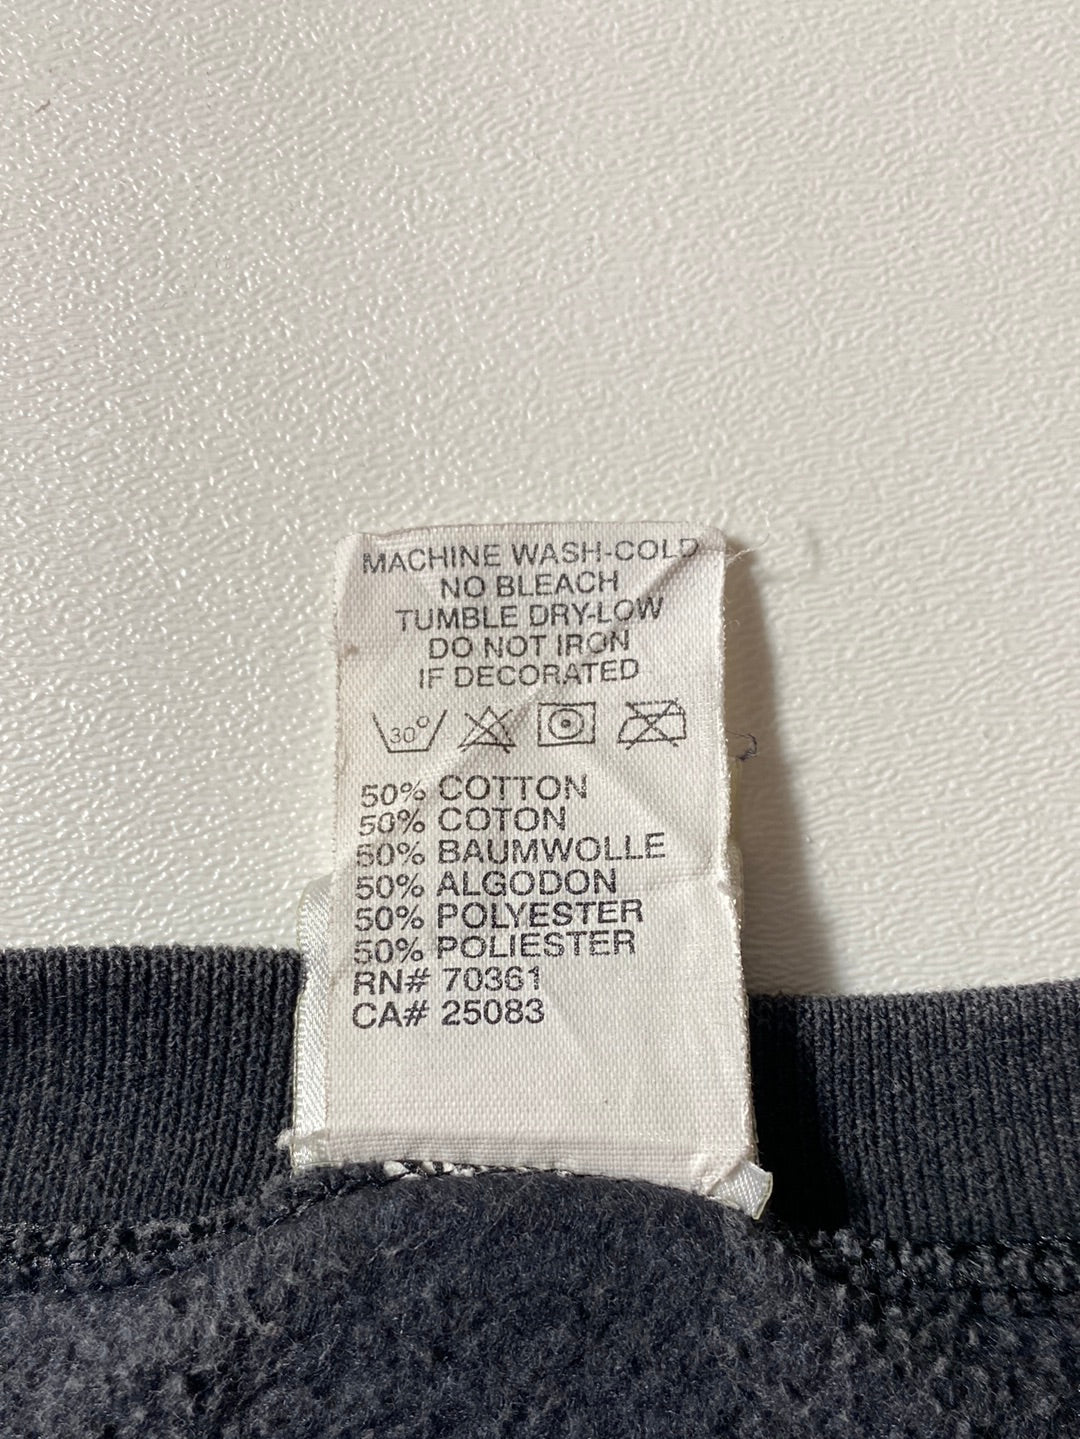 MACHINE WASH-COLD
NO BLEACH
TUMBLE DRY-LOW
DO NOT IRON
IF DECORATED
30°
50% COTTON
50% COTON
50% BAUMWOLLE
50% ALGODON
50% POLYESTER
50% POLIESTER
RN# 70361
CA# 25083